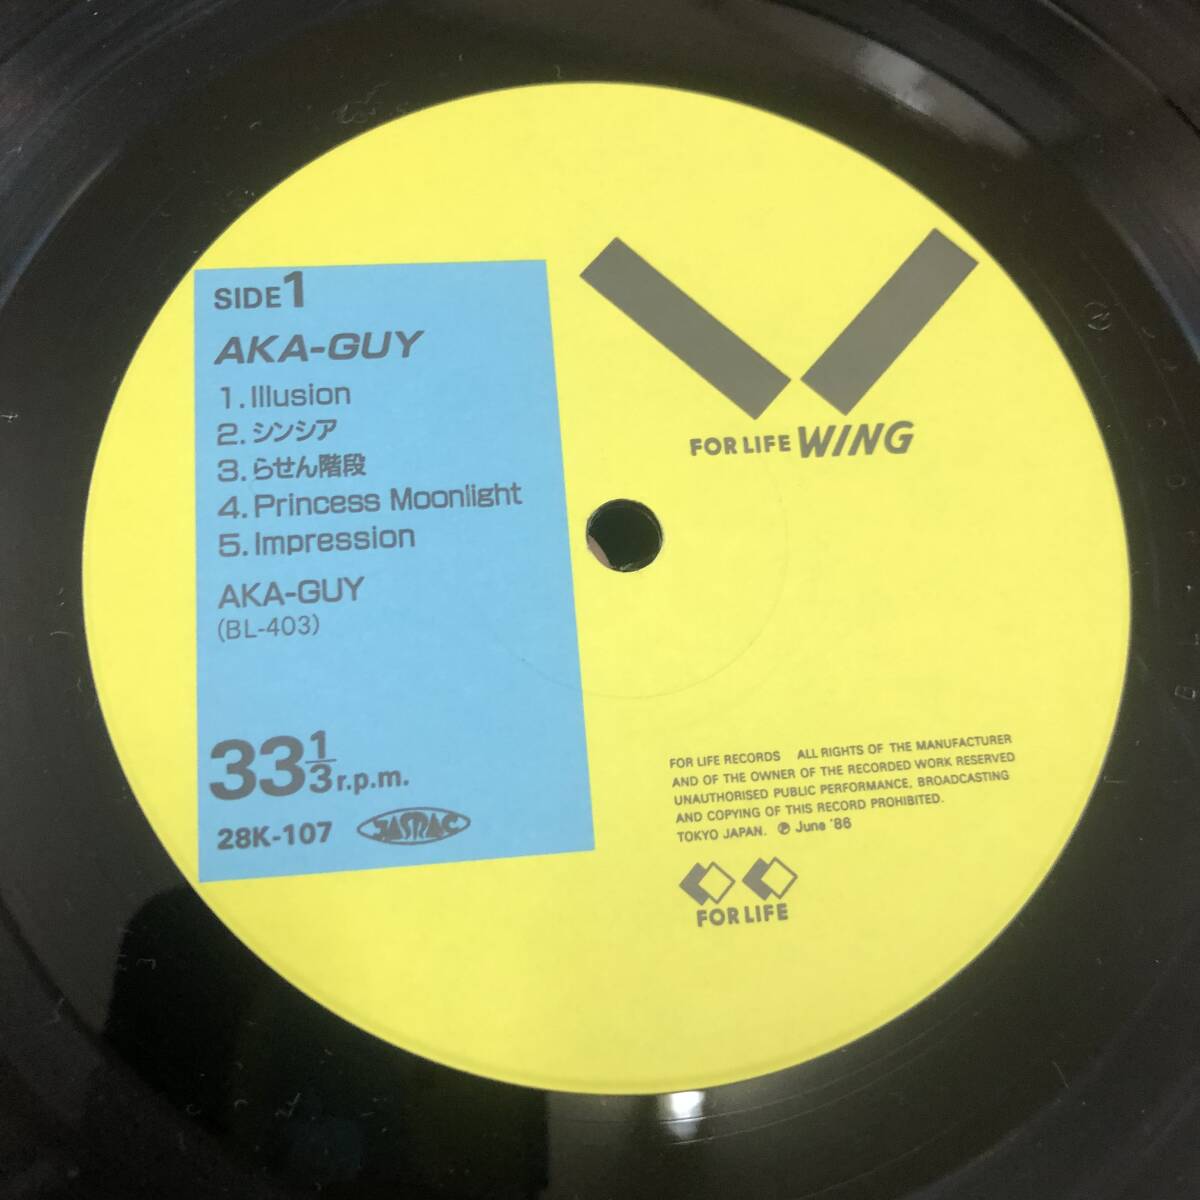 SIDE 1
AKA-GUY
1. Illusion
2. シンシア
3. らせん階段
4. Princess Moonlight
5. Impression
AKA-GUY
(BL-403)
33 1/3 r.p.m.
28K-107 JASRAC
FOR LIFE WING
FOR LIFE RECORDS ALL RIGHTS OF THE MANUFACTURER
AND OF THE OWNER OF THE RECORDED WORK RESERVED
UNAUTHORISED PUBLIC PERFORMANCE, BROADCASTING
AND COPYING OF THIS RECORD PROHIBITED.
TOKYO JAPAN. ℗ June '86
FOR LIFE